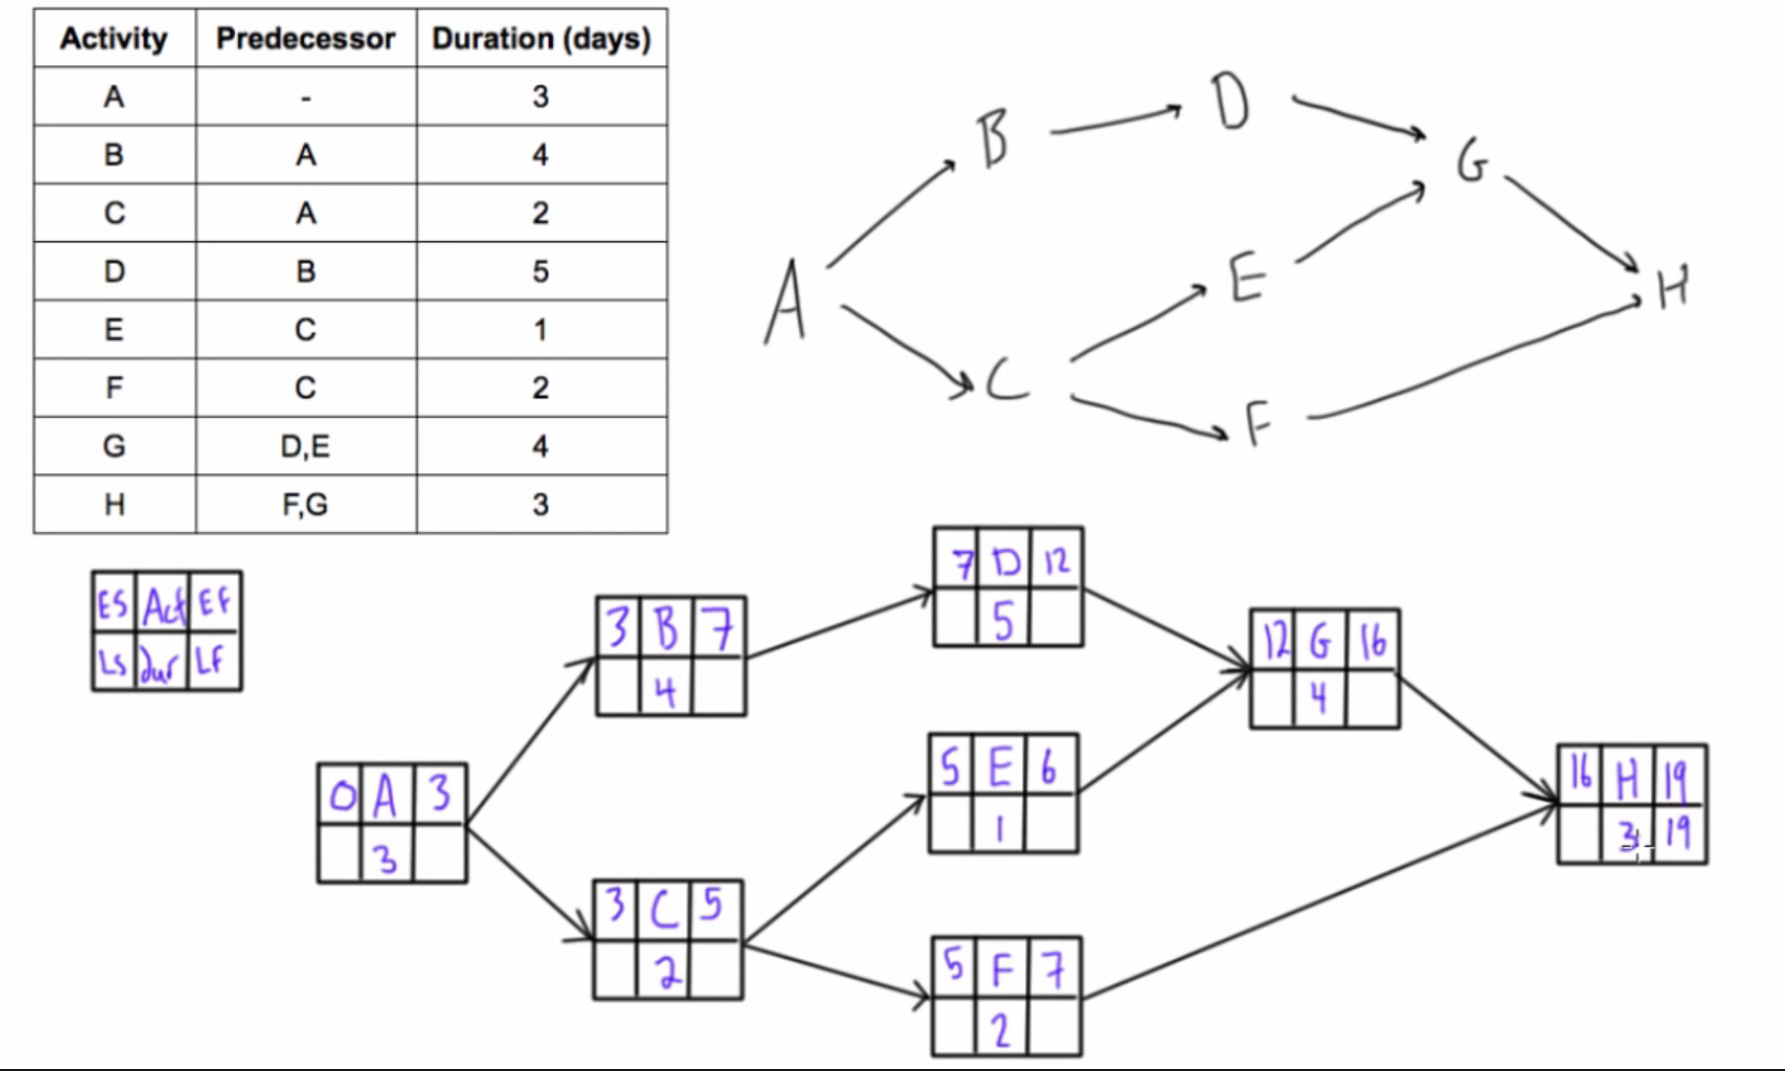 Activity Predecessor Duration (days)
A - 3
B A 4
C A 2
D B 5
E C 1
F C 2
G D,E 4
H F,G 3
B D G
A E H
C F
ES Act EF
LS dur LF
0 A 3
3
3 B 7
4
3 C 5
2
7 D 12
5
5 E 6
1
5 F 7
2
12 G 16
4
16 H 19
3 19